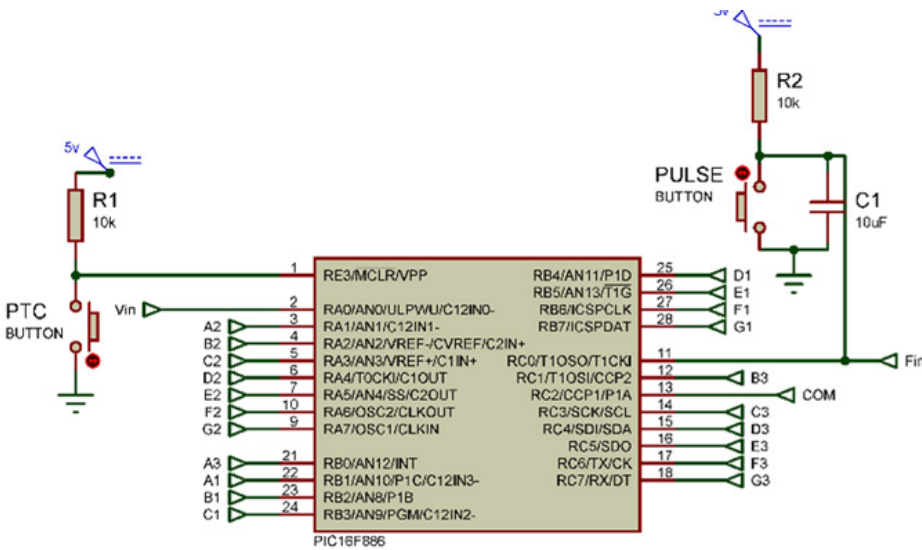 5v
R2
10k
PULSE
BUTTON
C1
10uF
5v
R1
10k
PTC
BUTTON
1 RE3/MCLR/VPP
Vin 2 RA0/AN0/ULPWU/C12IN0-
A2 3 RA1/AN1/C12IN1-
B2 4 RA2/AN2/VREF-/CVREF/C2IN+
C2 5 RA3/AN3/VREF+/C1IN+
D2 6 RA4/T0CKI/C1OUT
E2 7 RA5/AN4/SS/C2OUT
F2 10 RA6/OSC2/CLKOUT
G2 9 RA7/OSC1/CLKIN
A3 21 RB0/AN12/INT
A1 22 RB1/AN10/P1C/C12IN3-
B1 23 RB2/AN8/P1B
C1 24 RB3/AN9/PGM/C12IN2-
RB4/AN11/P1D 25 D1
RB5/AN13/T1G 26 E1
RB6/ICSPCLK 27 F1
RB7/ICSPDAT 28 G1
RC0/T1OSO/T1CKI 11 Fin
RC1/T1OSI/CCP2 12 B3
RC2/CCP1/P1A 13 COM
RC3/SCK/SCL 14 C3
RC4/SDI/SDA 15 D3
RC5/SDO 16 E3
RC6/TX/CK 17 F3
RC7/RX/DT 18 G3
PIC16F886